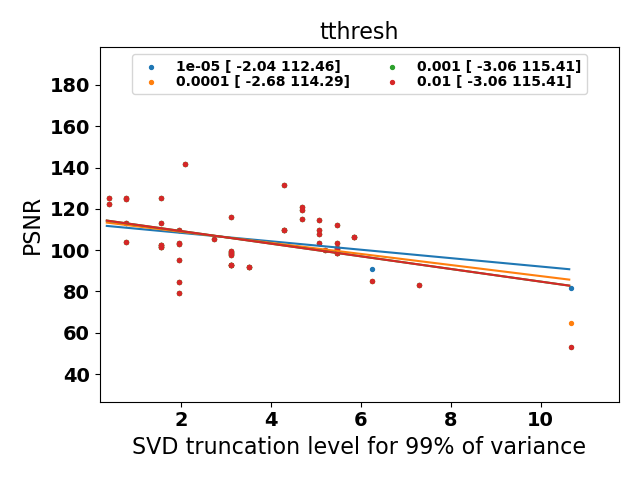 tthresh
1e-05 [ -2.04 112.46]
0.0001 [ -2.68 114.29]
0.001 [ -3.06 115.41]
0.01 [ -3.06 115.41]
180
160
140
120
100
80
60
40
PSNR
2 4 6 8 10
SVD truncation level for 99% of variance